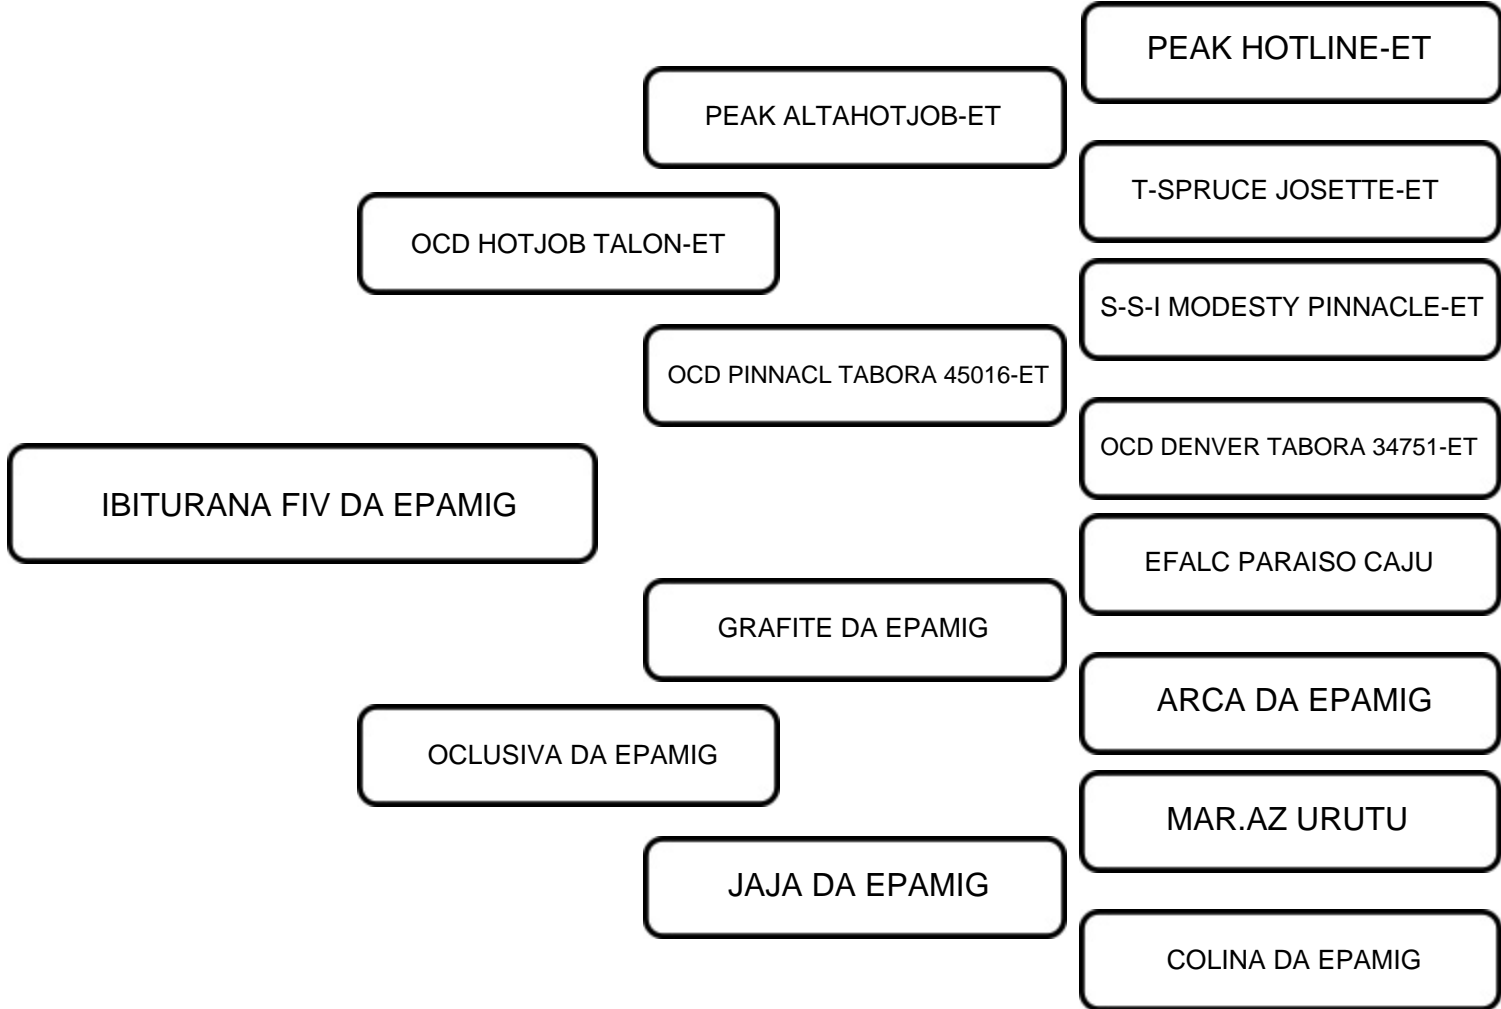 PEAK HOTLINE-ET
PEAK ALTAHOTJOB-ET
T-SPRUCE JOSETTE-ET
OCD HOTJOB TALON-ET
S-S-I MODESTY PINNACLE-ET
OCD PINNACL TABORA 45016-ET
OCD DENVER TABORA 34751-ET
IBITURANA FIV DA EPAMIG
EFALC PARAISO CAJU
GRAFITE DA EPAMIG
ARCA DA EPAMIG
OCLUSIVA DA EPAMIG
MAR.AZ URUTU
JAJA DA EPAMIG
COLINA DA EPAMIG